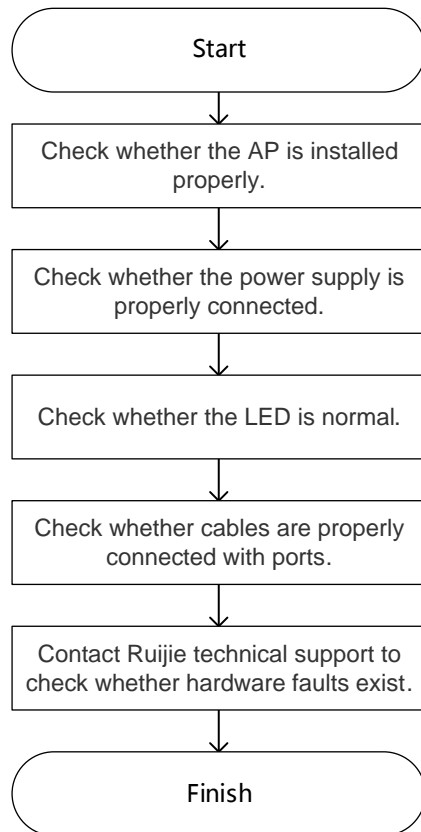 Start
Check whether the AP is installed
properly.
Check whether the power supply is
properly connected.
Check whether the LED is normal.
Check whether cables are properly
connected with ports.
Contact Ruijie technical support to
check whether hardware faults exist.
Finish